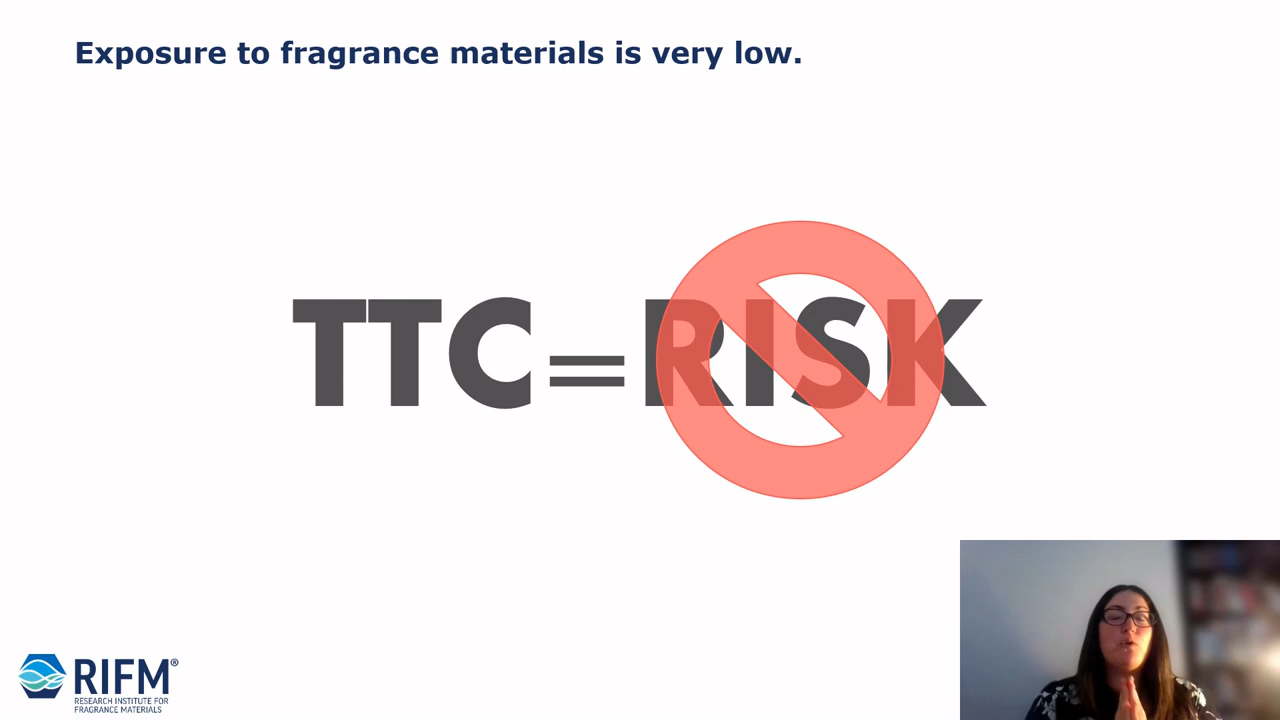 Exposure to fragrance materials is very low.
TTC=RISK
RIFM®
RESEARCH INSTITUTE FOR
FRAGRANCE MATERIALS